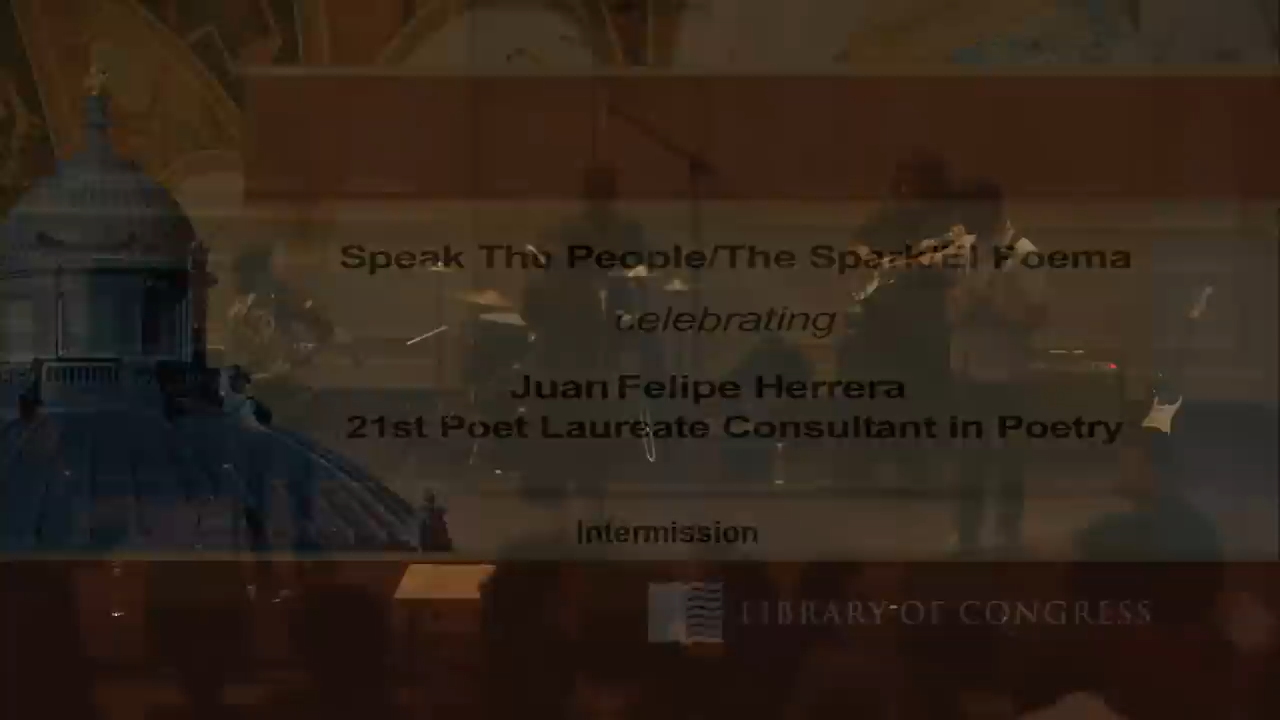 Speak The People/The Spark/El Poema
celebrating
Juan Felipe Herrera
21st Poet Laureate Consultant in Poetry
Intermission
LIBRARY OF CONGRESS